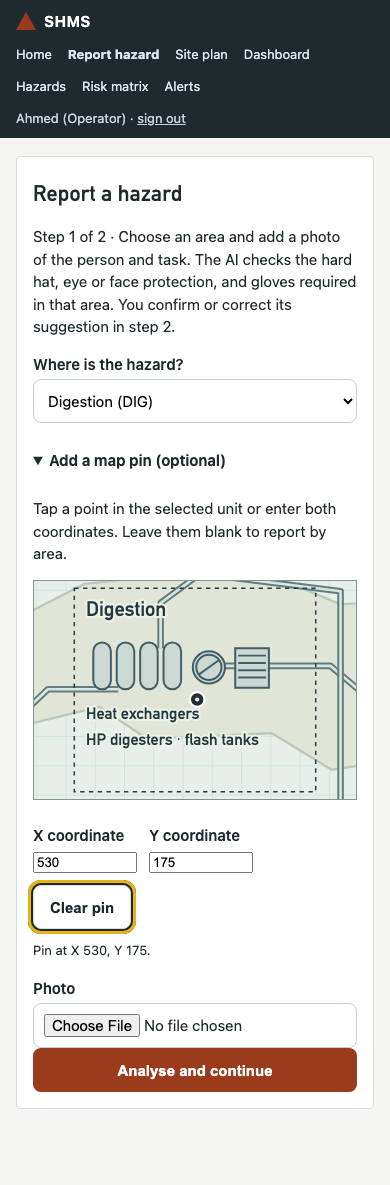 SHMS
Home Report hazard Site plan Dashboard
Hazards Risk matrix Alerts
Ahmed (Operator) · sign out
Report a hazard
Step 1 of 2 · Choose an area and add a photo
of the person and task. The AI checks the hard
hat, eye or face protection, and gloves required
in that area. You confirm or correct its
suggestion in step 2.
Where is the hazard?
Digestion (DIG)
▼ Add a map pin (optional)
Tap a point in the selected unit or enter both
coordinates. Leave them blank to report by
area.
Digestion
Heat exchangers
HP digesters · flash tanks
X coordinate Y coordinate
530 175
Clear pin
Pin at X 530, Y 175.
Photo
Choose File No file chosen
Analyse and continue